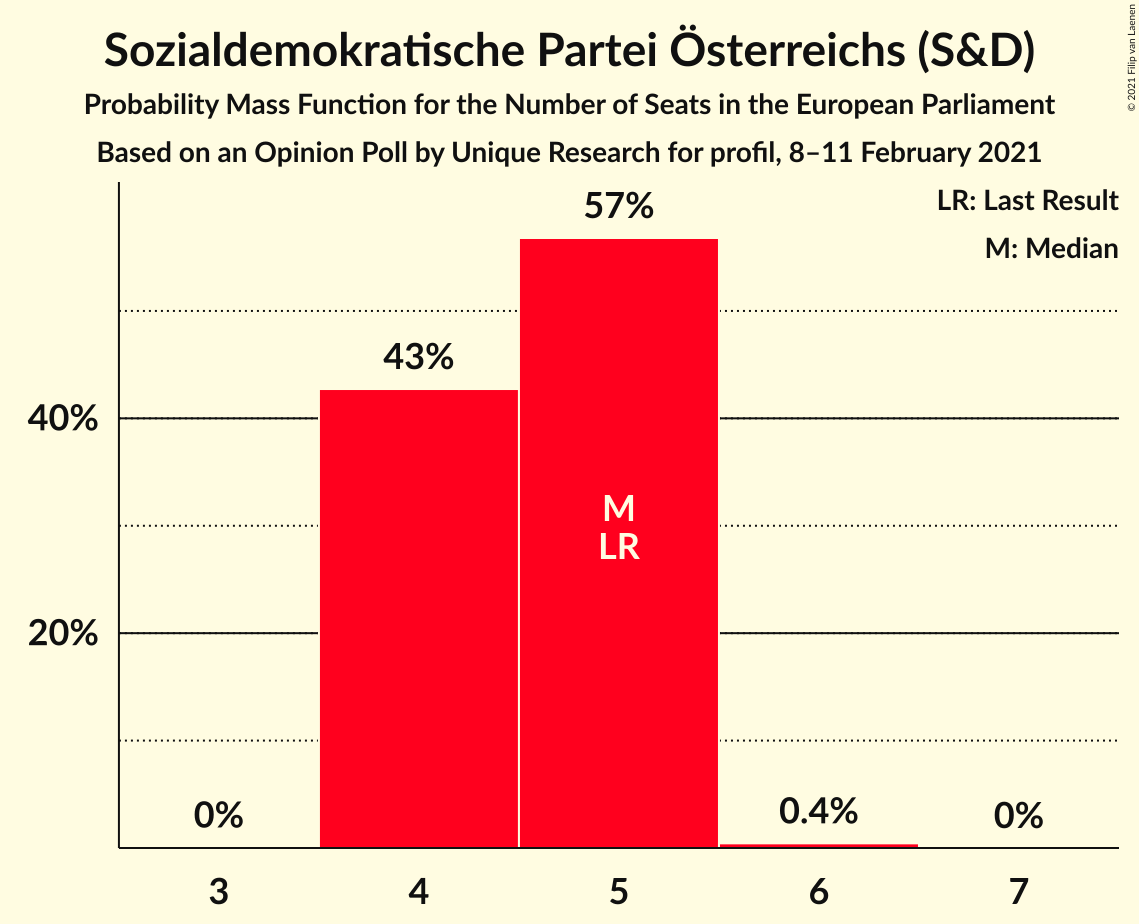 Sozialdemokratische Partei Österreichs (S&D)
Probability Mass Function for the Number of Seats in the European Parliament
Based on an Opinion Poll by Unique Research for profil, 8–11 February 2021
© 2021 Filip van Laenen
LR: Last Result
M: Median
57%
43%
40%
M
LR
20%
0%
0.4%
0%
3
4
5
6
7